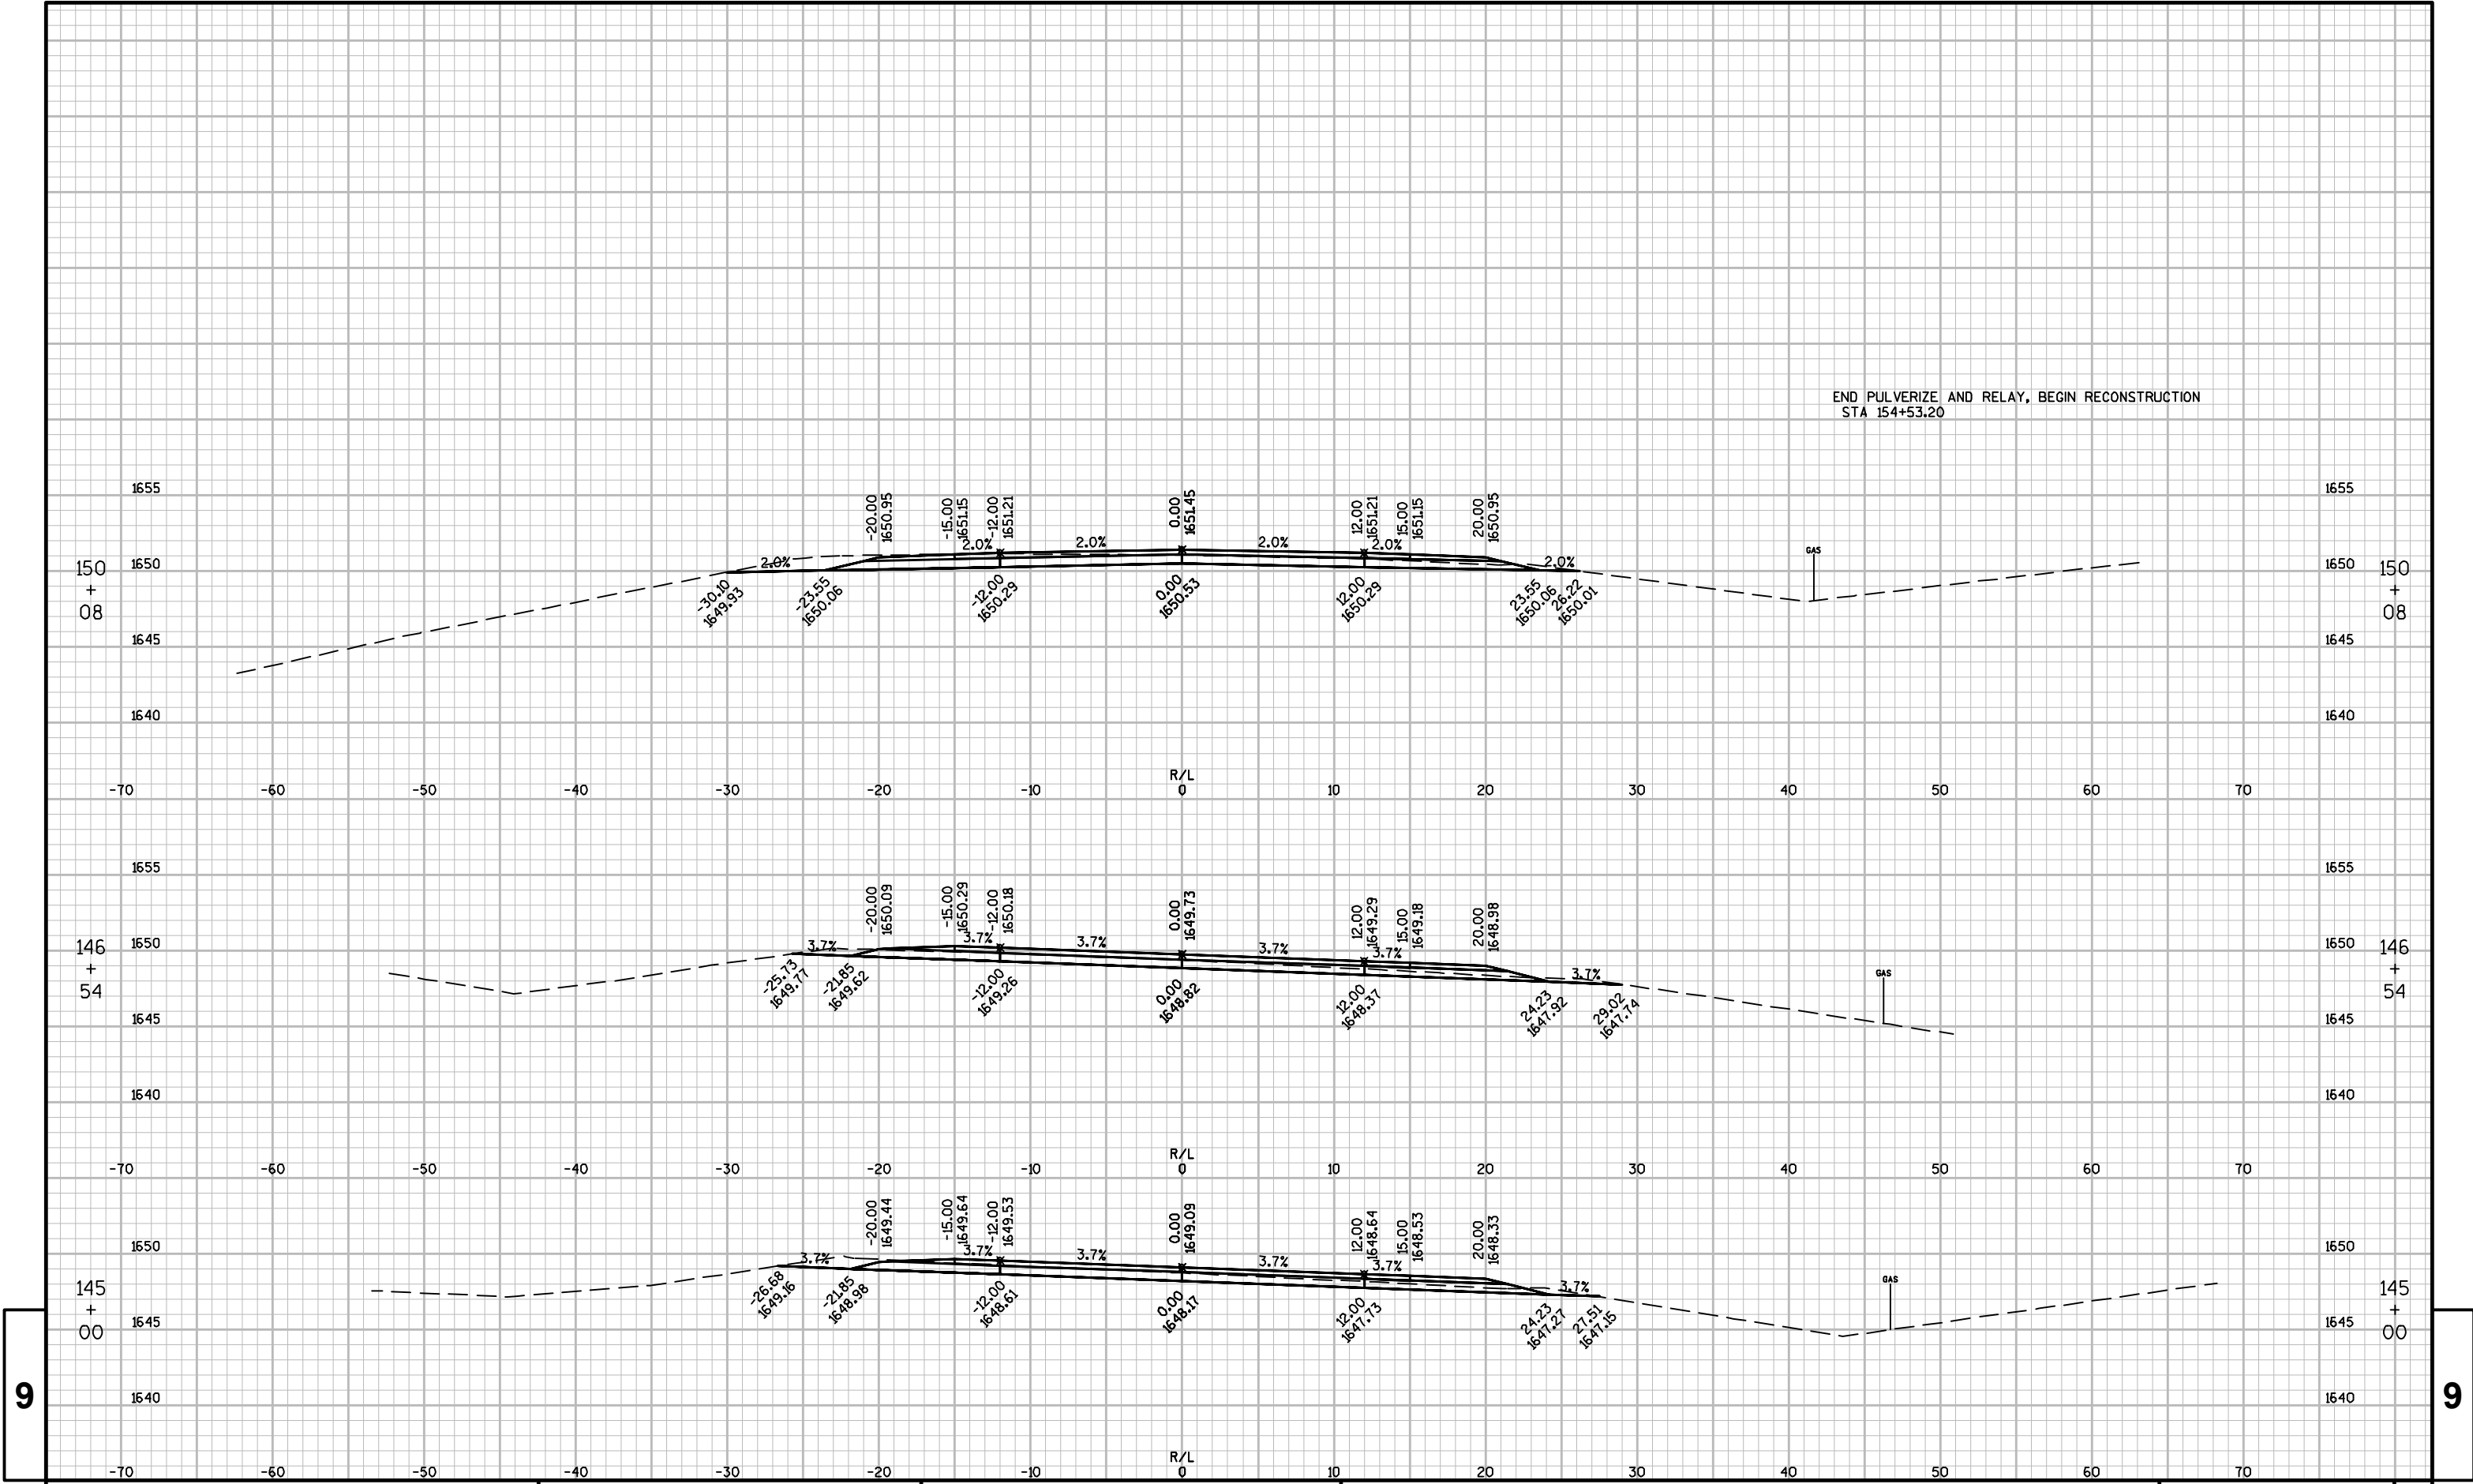 END PULVERIZE AND RELAY, BEGIN RECONSTRUCTION
STA 154+53.20
1655 1655
-20.00 1650.95 -15.00 1651.15 -12.00 1651.21 0.00 1651.45 12.00 1651.21 15.00 1651.15 20.00 1650.95
2.0% 2.0% 2.0% 2.0% 2.0% 2.0%
GAS
1650 1650
150 + 08 150 + 08
-30.10 1649.93 -23.55 1650.06 -12.00 1650.29 0.00 1650.53 12.00 1650.29 23.55 1650.06 26.22 1650.01
1645 1645
1640 1640
R/L
-70 -60 -50 -40 -30 -20 -10 0 10 20 30 40 50 60 70
1655 1655
-20.00 1650.09 -15.00 1650.29 -12.00 1650.18 0.00 1649.73 12.00 1649.29 15.00 1649.18 20.00 1648.98
3.7% 3.7% 3.7% 3.7% 3.7% 3.7%
GAS
1650 1650
146 + 54 146 + 54
-25.73 1649.77 -21.85 1649.62 -12.00 1649.26 0.00 1648.82 12.00 1648.37 24.23 1647.92 29.02 1647.74
1645 1645
1640 1640
R/L
-70 -60 -50 -40 -30 -20 -10 0 10 20 30 40 50 60 70
-20.00 1649.44 -15.00 1649.64 -12.00 1649.53 0.00 1649.09 12.00 1648.64 15.00 1648.53 20.00 1648.33
1650 1650
3.7% 3.7% 3.7% 3.7% 3.7% 3.7%
GAS
145 + 00 145 + 00
-26.68 1649.16 -21.85 1648.98 -12.00 1648.61 0.00 1648.17 12.00 1647.73 24.23 1647.27 27.51 1647.15
1645 1645
9 9
1640 1640
R/L
-70 -60 -50 -40 -30 -20 -10 0 10 20 30 40 50 60 70